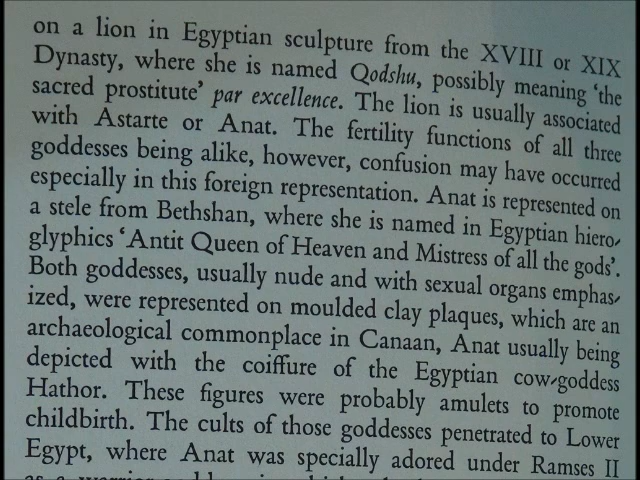 on a lion in Egyptian sculpture from the XVIII or XIX
Dynasty, where she is named Qodshu, possibly meaning 'the
sacred prostitute' par excellence. The lion is usually associated
with Astarte or Anat. The fertility functions of all three
goddesses being alike, however, confusion may have occurred
especially in this foreign representation. Anat is represented on
a stele from Bethshan, where she is named in Egyptian hiero-
glyphics 'Antit Queen of Heaven and Mistress of all the gods'.
Both goddesses, usually nude and with sexual organs emphas-
ized, were represented on moulded clay plaques, which are an
archaeological commonplace in Canaan, Anat usually being
depicted with the coiffure of the Egyptian cow-goddess
Hathor. These figures were probably amulets to promote
childbirth. The cults of those goddesses penetrated to Lower
Egypt, where Anat was specially adored under Ramses II